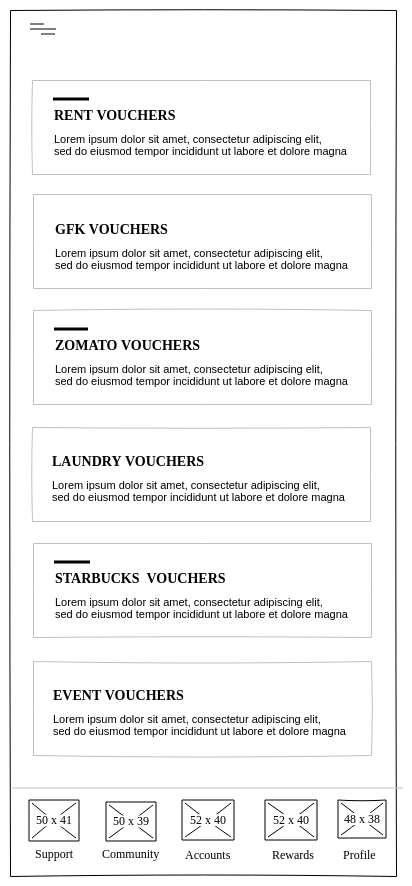 RENT VOUCHERS
Lorem ipsum dolor sit amet, consectetur adipiscing elit,
sed do eiusmod tempor incididunt ut labore et dolore magna
GFK VOUCHERS
Lorem ipsum dolor sit amet, consectetur adipiscing elit,
sed do eiusmod tempor incididunt ut labore et dolore magna
ZOMATO VOUCHERS
Lorem ipsum dolor sit amet, consectetur adipiscing elit,
sed do eiusmod tempor incididunt ut labore et dolore magna
LAUNDRY VOUCHERS
Lorem ipsum dolor sit amet, consectetur adipiscing elit,
sed do eiusmod tempor incididunt ut labore et dolore magna
STARBUCKS  VOUCHERS
Lorem ipsum dolor sit amet, consectetur adipiscing elit,
sed do eiusmod tempor incididunt ut labore et dolore magna
EVENT VOUCHERS
Lorem ipsum dolor sit amet, consectetur adipiscing elit,
sed do eiusmod tempor incididunt ut labore et dolore magna
50 x 41 50 x 39 52 x 40 52 x 40 48 x 38
Support Community Accounts Rewards Profile